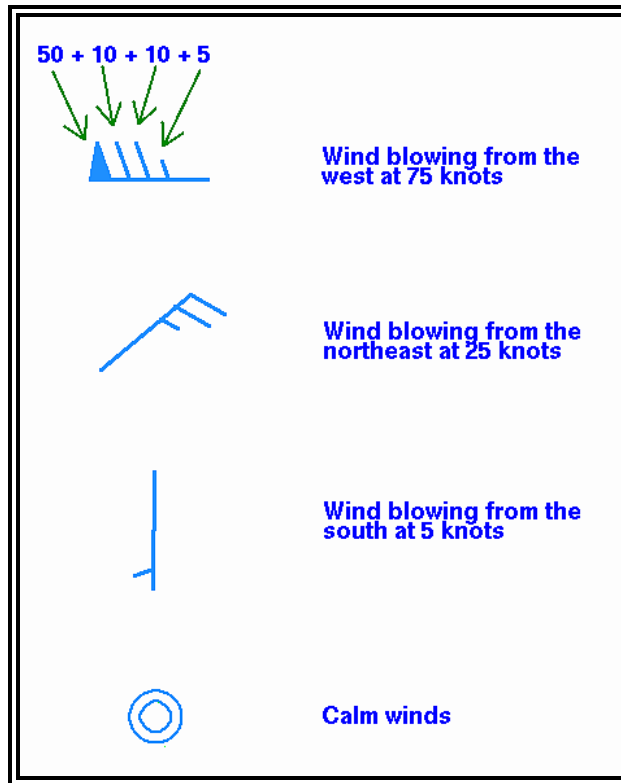 50 + 10 + 10 + 5
Wind blowing from the
west at 75 knots
Wind blowing from the
northeast at 25 knots
Wind blowing from the
south at 5 knots
Calm winds